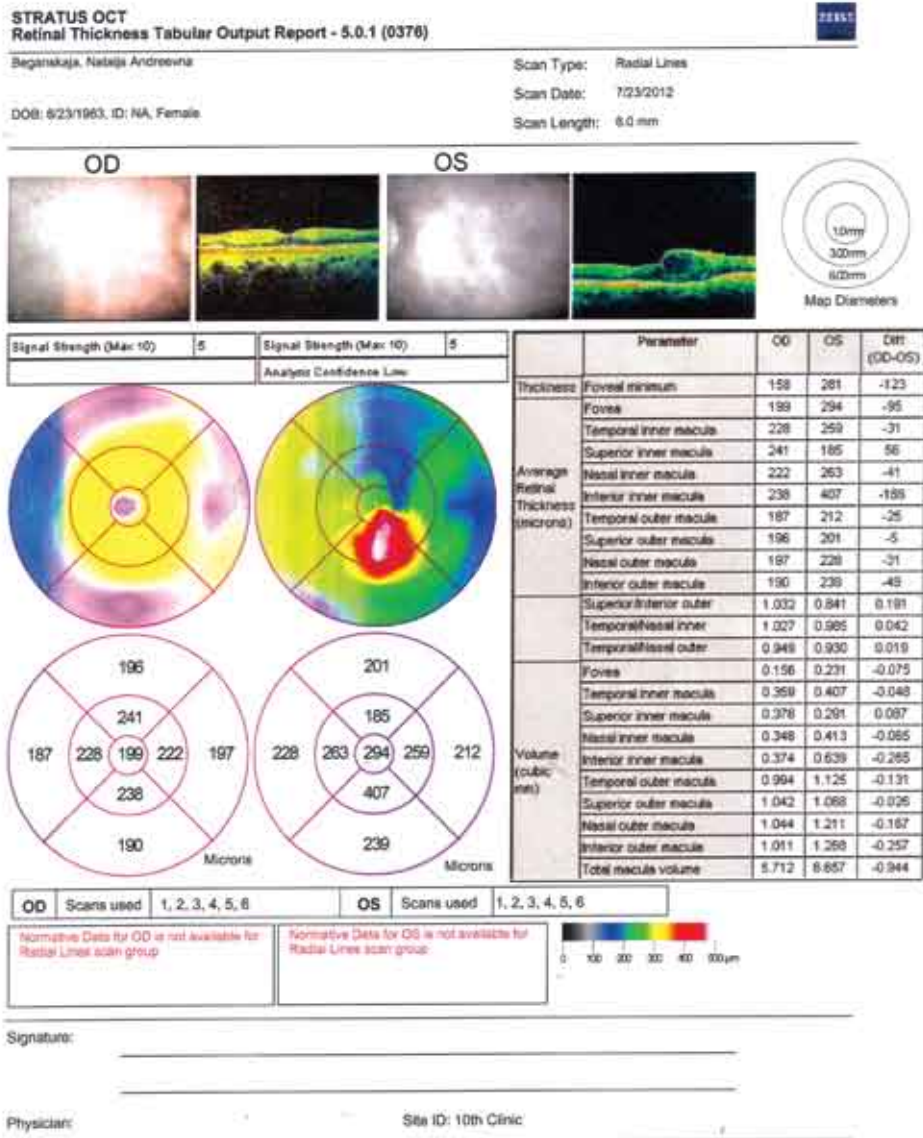 STRATUS OCT
Retinal Thickness Tabular Output Report - 5.0.1 (0376)
ZEISS
Beganskaja, Natalja Andreevna
DOB: 6/23/1963, ID: NA, Female
Scan Type: Radial Lines
Scan Date: 7/23/2012
Scan Length: 6.0 mm
OD
OS
1.0mm
3.00mm
6.00mm
Map Diameters
Signal Strength (Max 10) 5
Signal Strength (Max 10) 5
Analysis Confidence Low
Parameter OD OS Diff (OD-OS)
Thickness Foveal minimum 158 281 -123
Average Retinal Thickness (microns)
Fovea 199 294 -95
Temporal inner macula 228 259 -31
Superior inner macula 241 185 56
Nasal inner macula 222 263 -41
Inferior inner macula 238 407 -169
Temporal outer macula 187 212 -25
Superior outer macula 196 201 -5
Nasal outer macula 197 228 -31
Inferior outer macula 190 239 -49
Superior/Inferior outer 1.032 0.841 0.191
Temporal/Nasal inner 1.027 0.985 0.042
Temporal/Nasal outer 0.949 0.930 0.019
Volume (cubic mm)
Fovea 0.156 0.231 -0.075
Temporal inner macula 0.359 0.407 -0.048
Superior inner macula 0.378 0.291 0.087
Nasal inner macula 0.348 0.413 -0.065
Inferior inner macula 0.374 0.639 -0.265
Temporal outer macula 0.994 1.125 -0.131
Superior outer macula 1.042 1.068 -0.026
Nasal outer macula 1.044 1.211 -0.167
Inferior outer macula 1.011 1.268 -0.257
Total macula volume 5.712 6.657 -0.944
196
241
187 228 199 222 197
238
190
Microns
201
185
228 263 294 259 212
407
239
Microns
OD Scans used 1, 2, 3, 4, 5, 6
OS Scans used 1, 2, 3, 4, 5, 6
Normative Data for OD is not available for
Radial Lines scan group
Normative Data for OS is not available for
Radial Lines scan group
0 100 200 300 400 500 µm
Signature:
Physician:
Site ID: 10th Clinic